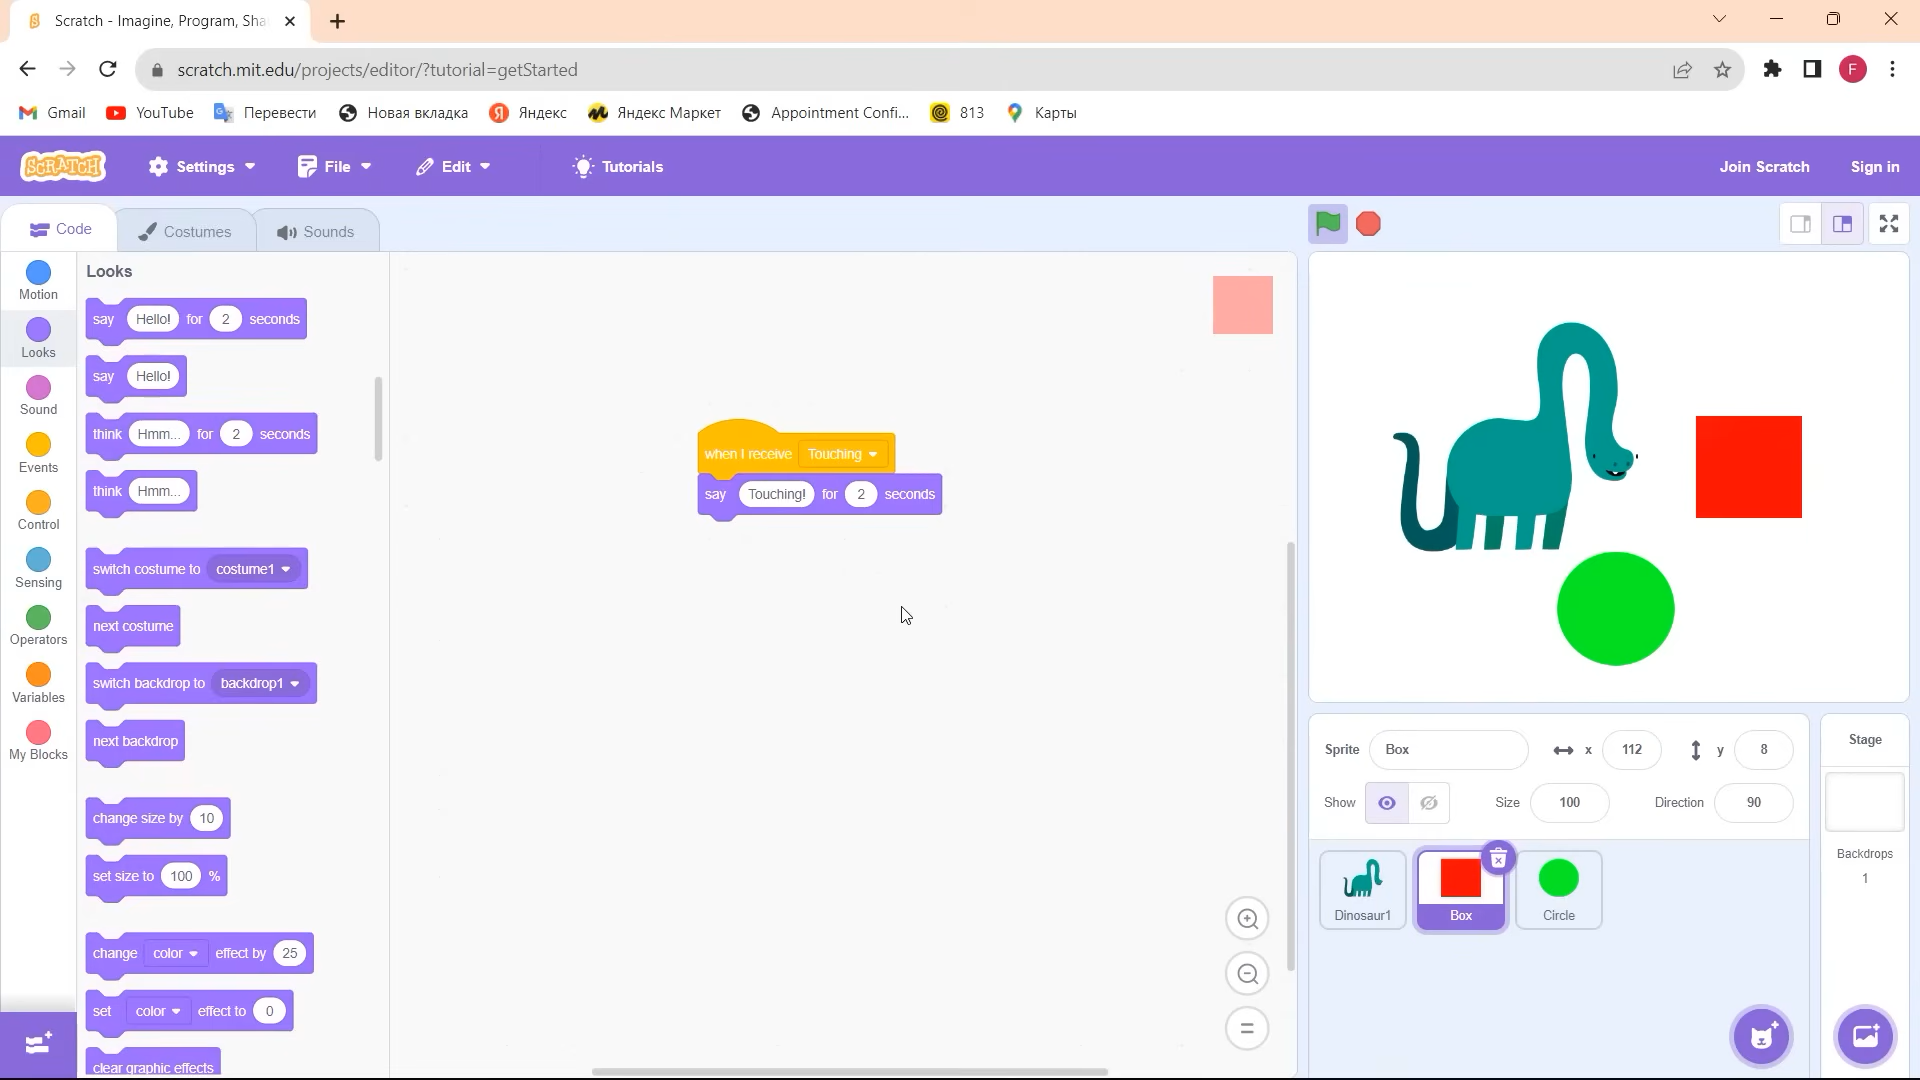 Scratch - Imagine, Program, Sha
scratch.mit.edu/projects/editor/?tutorial=getStarted
F
Gmail
YouTube
Перевести
Новая вкладка
Яндекс
Яндекс Маркет
Appointment Confi...
813
Карты
SCRATCH
Settings
File
Edit
Tutorials
Join Scratch
Sign in
Code
Costumes
Sounds
Motion
Looks
Sound
Events
Control
Sensing
Operators
Variables
My Blocks
Looks
say Hello! for 2 seconds
say Hello!
think Hmm... for 2 seconds
think Hmm...
switch costume to costume1
next costume
switch backdrop to backdrop1
next backdrop
change size by 10
set size to 100 %
change color effect by 25
set color effect to 0
clear graphic effects
when I receive Touching
say Touching! for 2 seconds
Sprite Box x 112 y 8
Show Size 100 Direction 90
Dinosaur1
Box
Circle
Stage
Backdrops
1